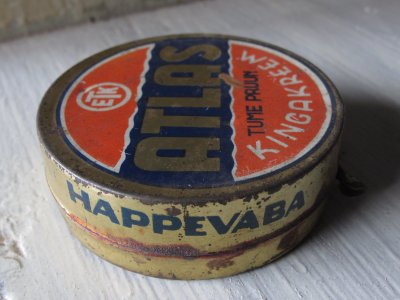 ETK
ATLAS
TUME PRUUN
KINGAKREEM
HAPPEVABA